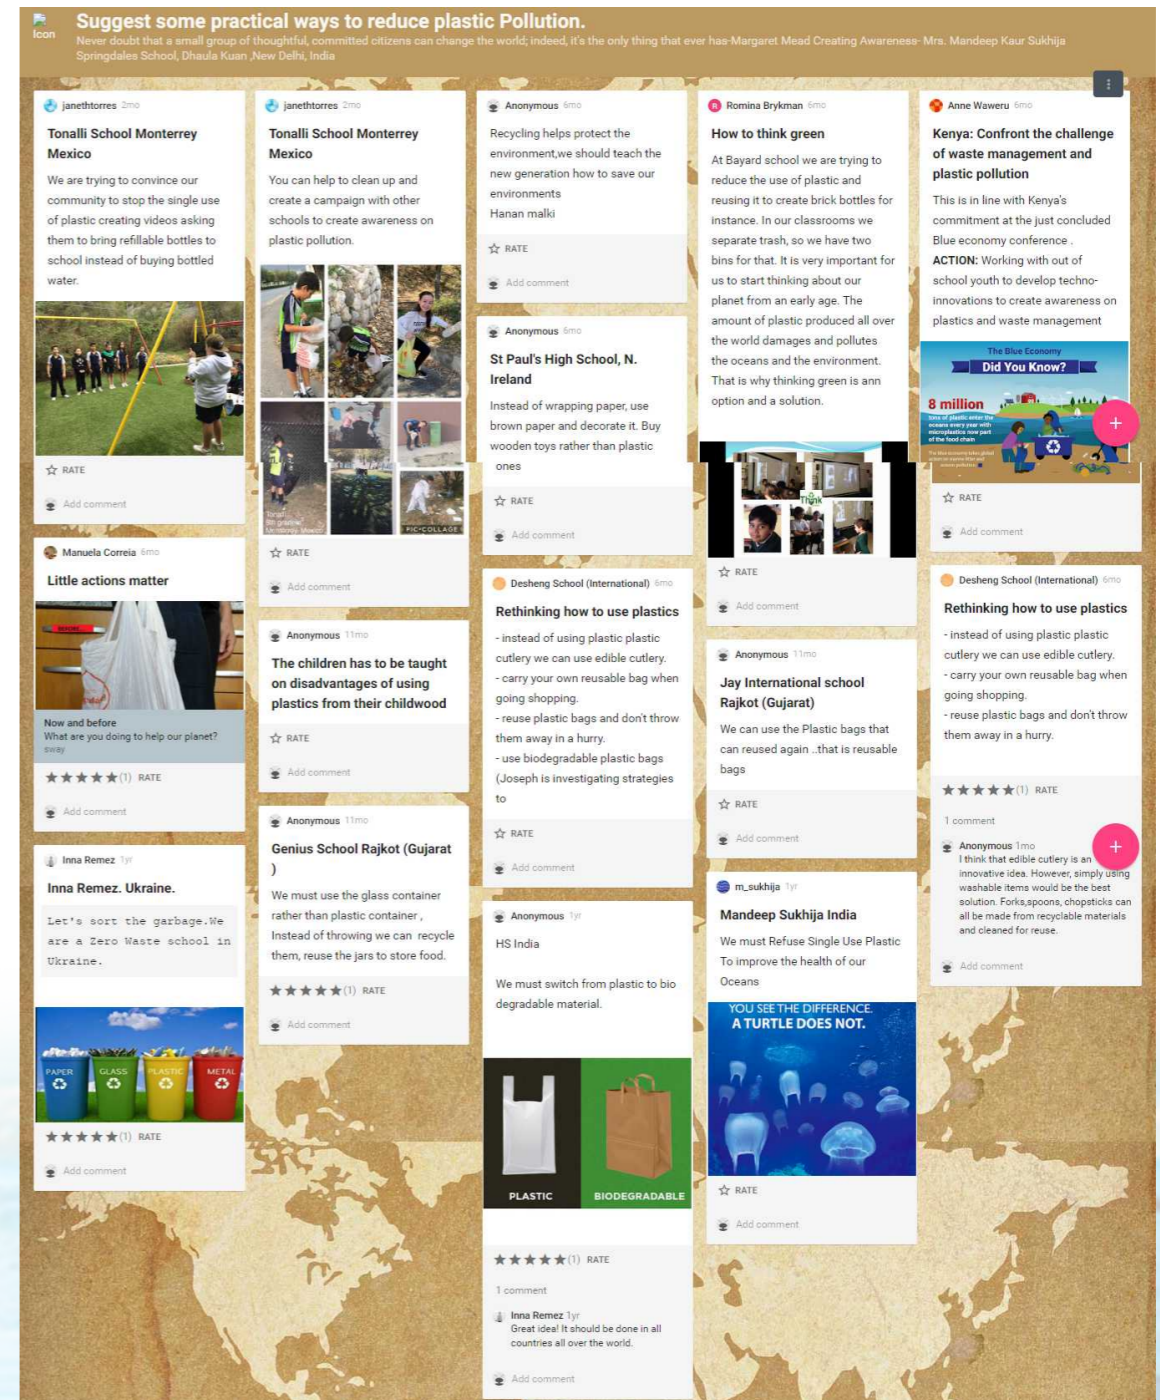 Icon
Suggest some practical ways to reduce plastic Pollution.
Never doubt that a small group of thoughtful, committed citizens can change the world; indeed, it's the only thing that ever has-Margaret Mead Creating Awareness- Mrs. Mandeep Kaur Sukhija
Springdales School, Dhaula Kuan ,New Delhi, India
janethtorres 2mo
Tonalli School Monterrey
Mexico
We are trying to convince our
community to stop the single use
of plastic creating videos asking
them to bring refillable bottles to
school instead of buying bottled
water.
RATE
Add comment
Manuela Correia 6mo
Little actions matter
Now and before
What are you doing to help our planet?
sway
(1) RATE
Add comment
Inna Remez 1yr
Inna Remez. Ukraine.
Let's sort the garbage.We
are a Zero Waste school in
Ukraine.
PAPER
GLASS
PLASTIC
METAL
(1) RATE
Add comment
janethtorres 2mo
Tonalli School Monterrey
Mexico
You can help to clean up and
create a campaign with other
schools to create awareness on
plastic pollution.
Tonalli
Monterrey, Mexico
PIC•COLLAGE
RATE
Add comment
Anonymous 11mo
The children has to be taught
on disadvantages of using
plastics from their childwood
RATE
Add comment
Anonymous 11mo
Genius School Rajkot (Gujarat
)
We must use the glass container
rather than plastic container ,
Instead of throwing we can recycle
them, reuse the jars to store food.
(1) RATE
Add comment
Anonymous 6mo
Recycling helps protect the
environment,we should teach the
new generation how to save our
environments
Hanan malki
RATE
Add comment
Anonymous 6mo
St Paul's High School, N.
Ireland
Instead of wrapping paper, use
brown paper and decorate it. Buy
wooden toys rather than plastic
ones
RATE
Add comment
Desheng School (International) 6mo
Rethinking how to use plastics
- instead of using plastic plastic
cutlery we can use edible cutlery.
- carry your own reusable bag when
going shopping.
- reuse plastic bags and don't throw
them away in a hurry.
- use biodegradable plastic bags
(Joseph is investigating strategies
to
RATE
Add comment
Anonymous 1yr
HS India
We must switch from plastic to bio
degradable material.
PLASTIC
BIODEGRADABLE
(1) RATE
1 comment
Inna Remez 1yr
Great idea! It should be done in all
countries all over the world.
Add comment
R Romina Brykman 6mo
How to think green
At Bayard school we are trying to
reduce the use of plastic and
reusing it to create brick bottles for
instance. In our classrooms we
separate trash, so we have two
bins for that. It is very important for
us to start thinking about our
planet from an early age. The
amount of plastic produced all over
the world damages and pollutes
the oceans and the environment.
That is why thinking green is ann
option and a solution.
Think
RATE
Add comment
Anonymous 11mo
Jay International school
Rajkot (Gujarat)
We can use the Plastic bags that
can reused again ..that is reusable
bags
RATE
Add comment
m_sukhija 1yr
Mandeep Sukhija India
We must Refuse Single Use Plastic
To improve the health of our
Oceans
YOU SEE THE DIFFERENCE.
A TURTLE DOES NOT.
RATE
Add comment
Anne Waweru 6mo
Kenya: Confront the challenge
of waste management and
plastic pollution
This is in line with Kenya's
commitment at the just concluded
Blue economy conference .
ACTION: Working with out of
school youth to develop techno-
innovations to create awareness on
plastics and waste management
The Blue Economy
Did You Know?
8 million
tons of plastic enter the
oceans every year with
microplastics now part
of the food chain
RATE
Add comment
Desheng School (International) 6mo
Rethinking how to use plastics
- instead of using plastic plastic
cutlery we can use edible cutlery.
- carry your own reusable bag when
going shopping.
- reuse plastic bags and don't throw
them away in a hurry.
(1) RATE
1 comment
Anonymous 1mo
I think that edible cutlery is an
innovative idea. However, simply using
washable items would be the best
solution. Forks,spoons, chopsticks can
all be made from recyclable materials
and cleaned for reuse.
Add comment